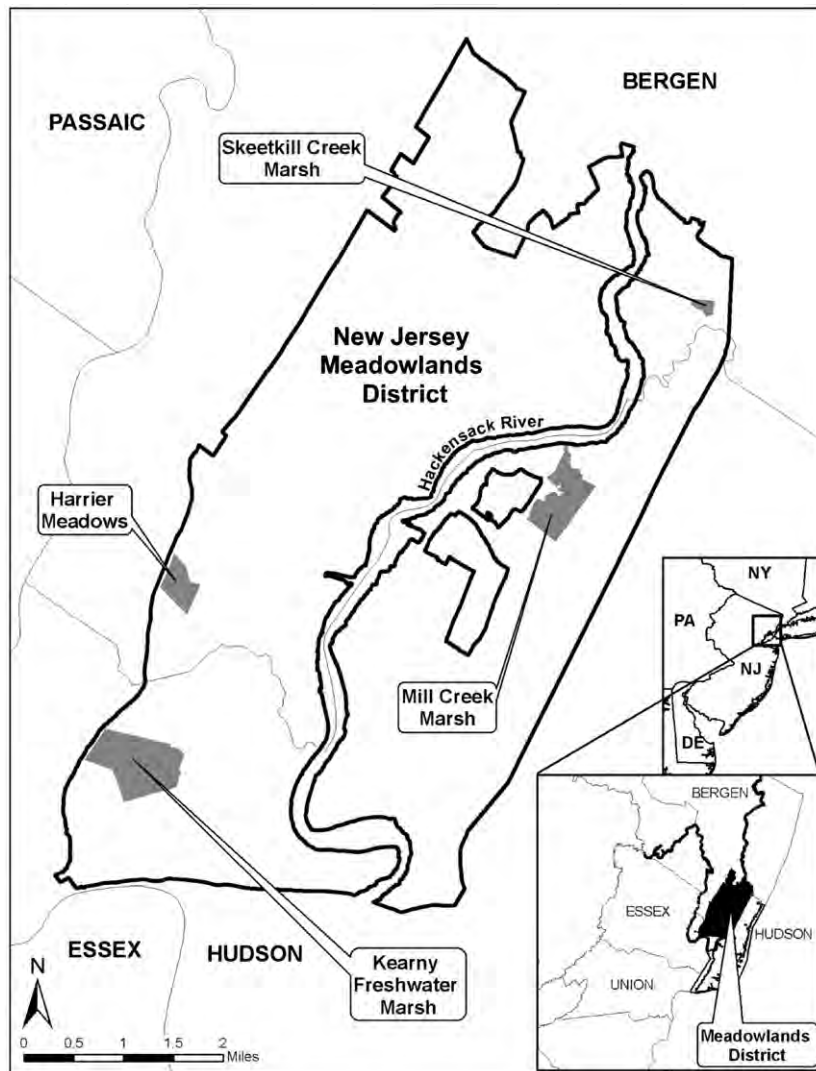 PASSAIC
BERGEN
Skeetkill Creek
Marsh
New Jersey
Meadowlands
District
Hackensack River
Harrier
Meadows
Mill Creek
Marsh
NY
PA
NJ
DE
BERGEN
ESSEX
HUDSON
UNION
Meadowlands
District
ESSEX
HUDSON
Kearny
Freshwater
Marsh
N
0 0.5 1 1.5 2
Miles